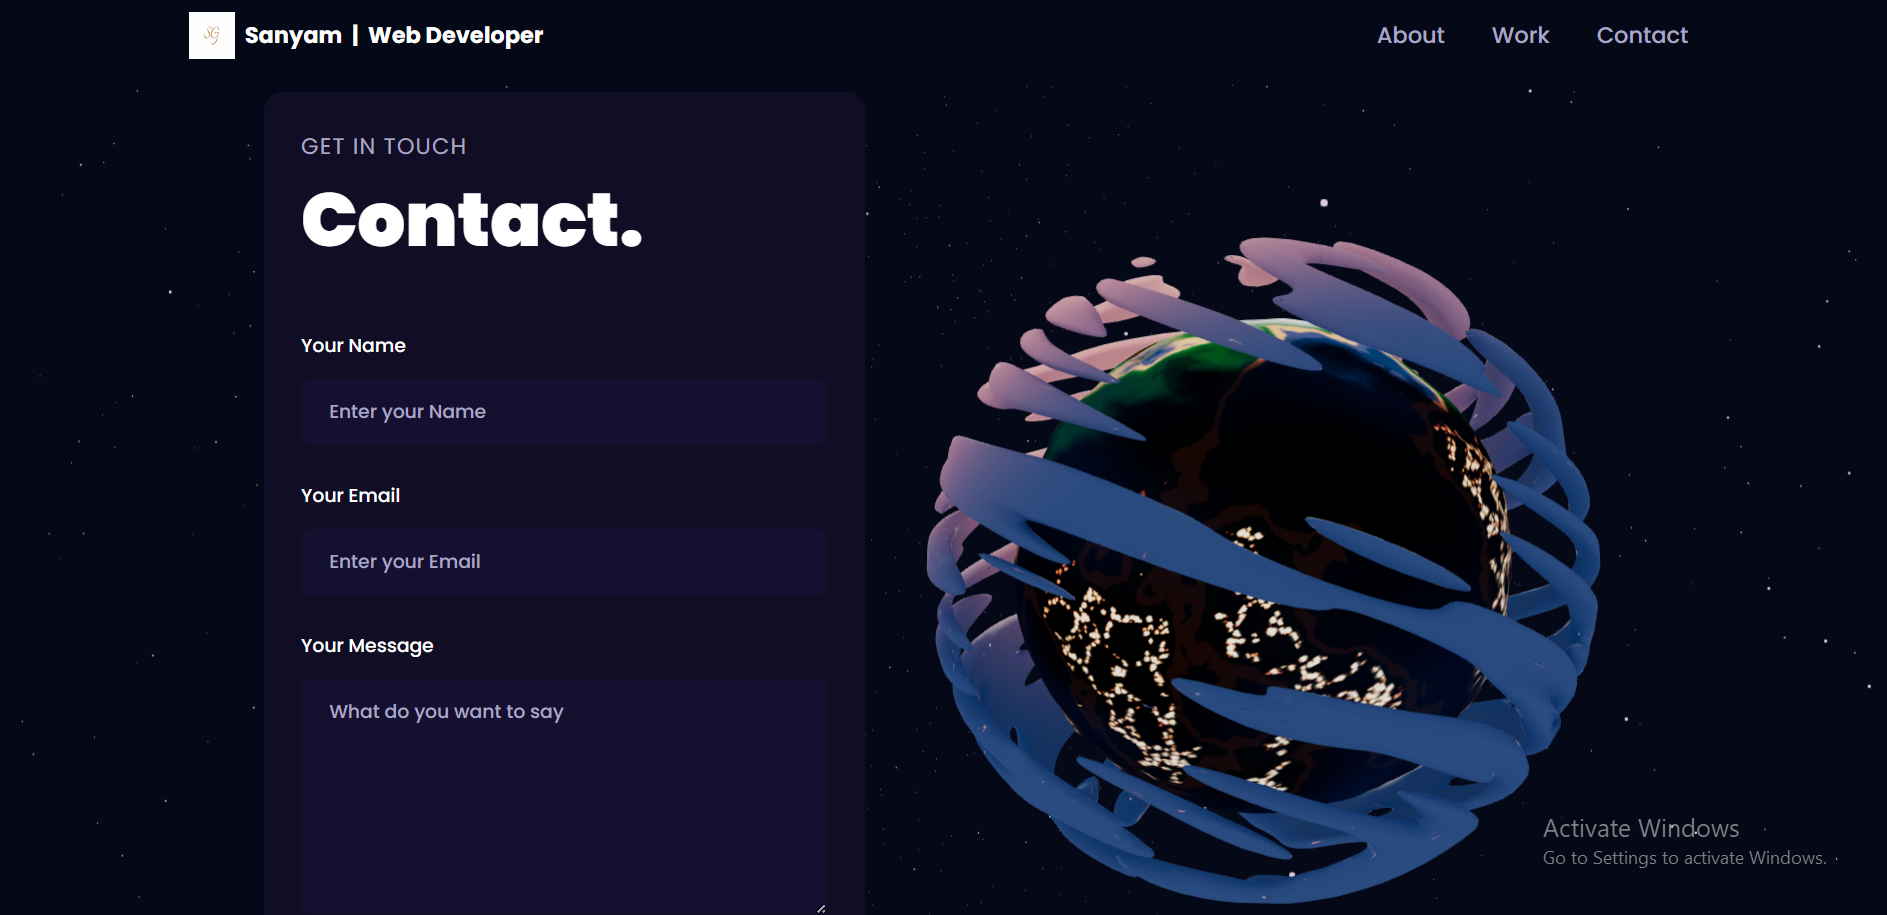 SG
Sanyam | Web Developer
About
Work
Contact
GET IN TOUCH
Contact.
Your Name
Enter your Name
Your Email
Enter your Email
Your Message
What do you want to say
Activate Windows
Go to Settings to activate Windows.